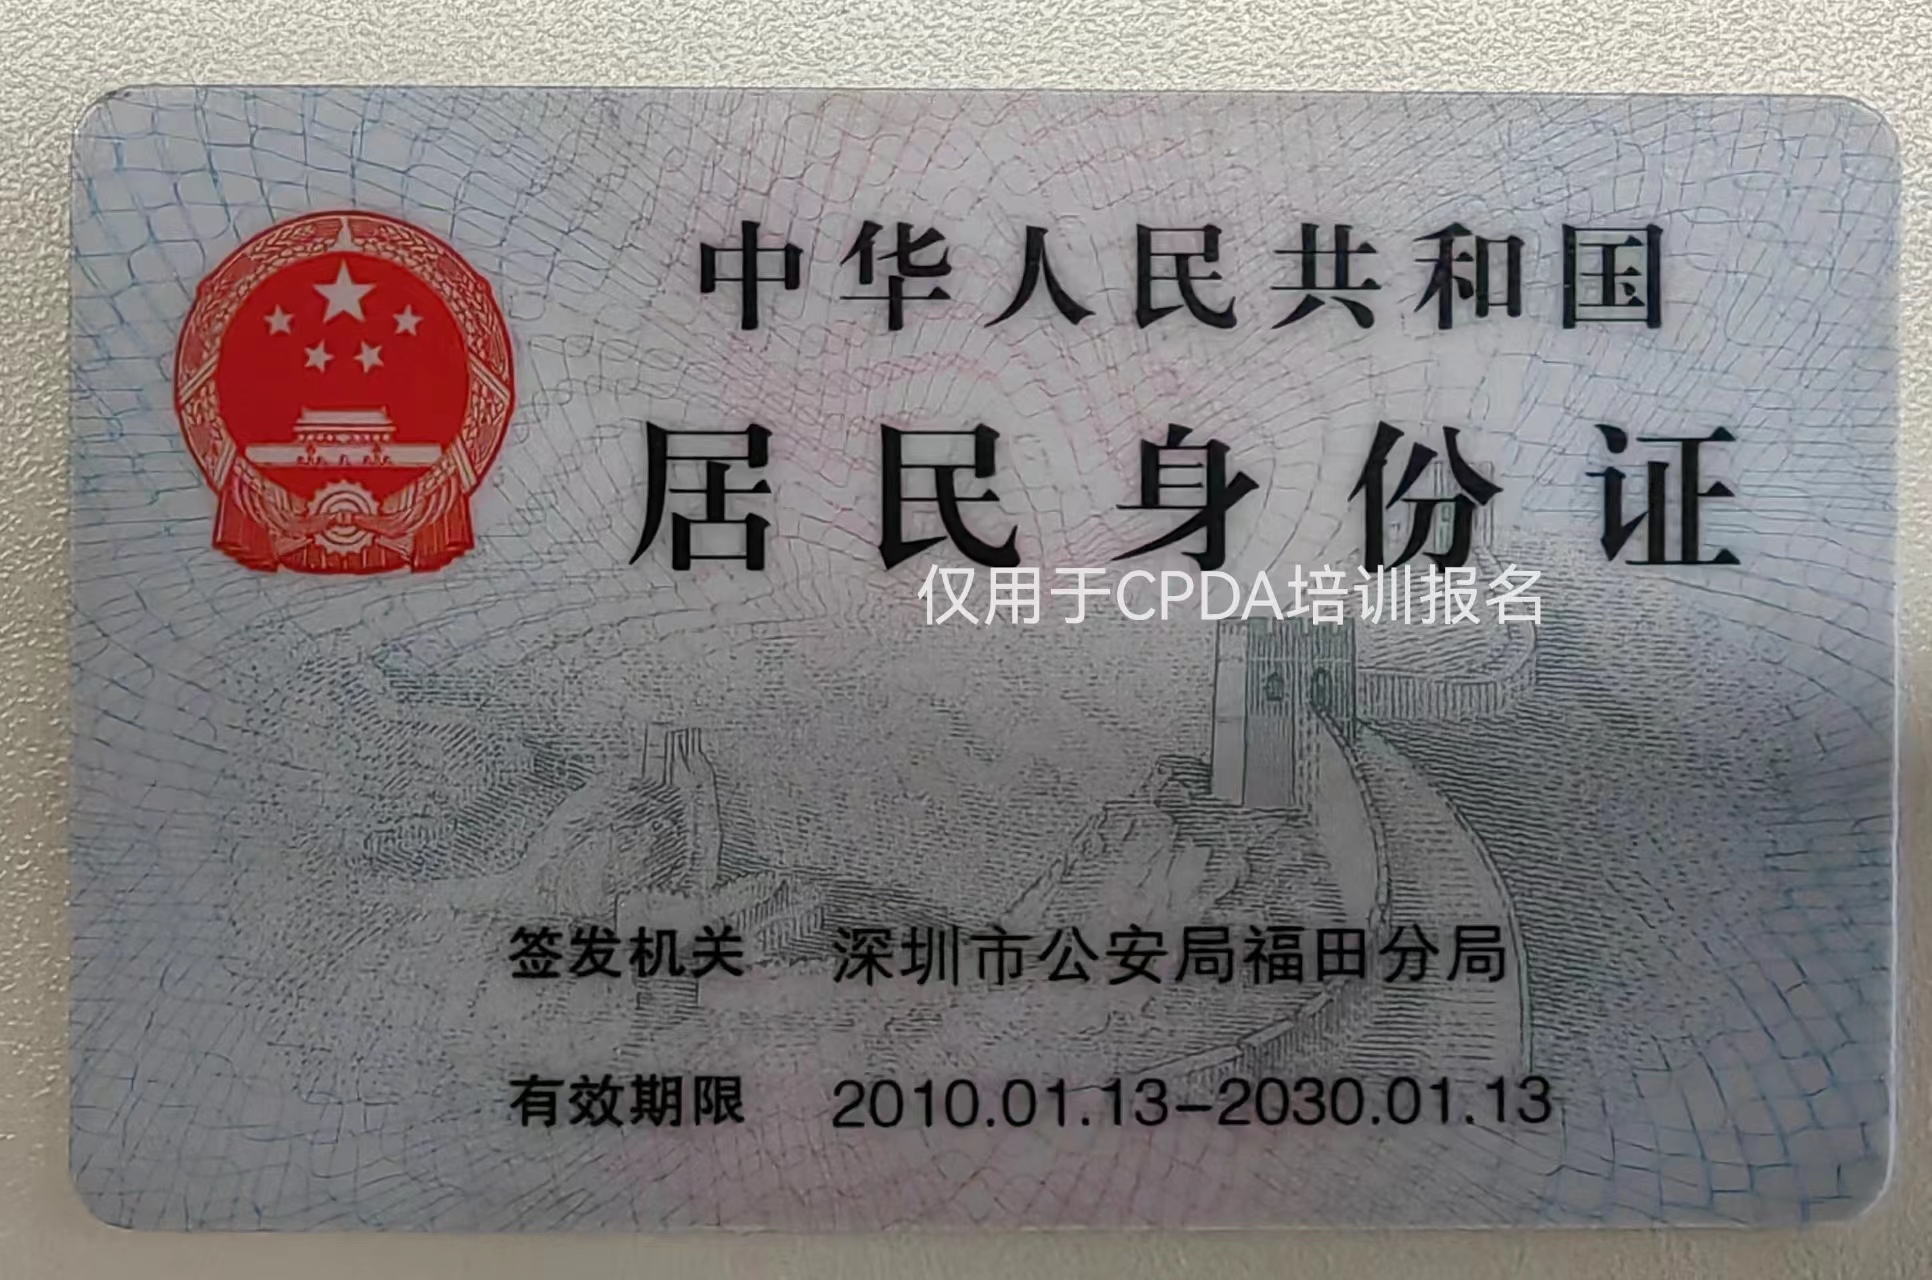 中华人民共和国
居民身份证
仅用于CPDA培训报名
签发机关 深圳市公安局福田分局
有效期限 2010.01.13-2030.01.13